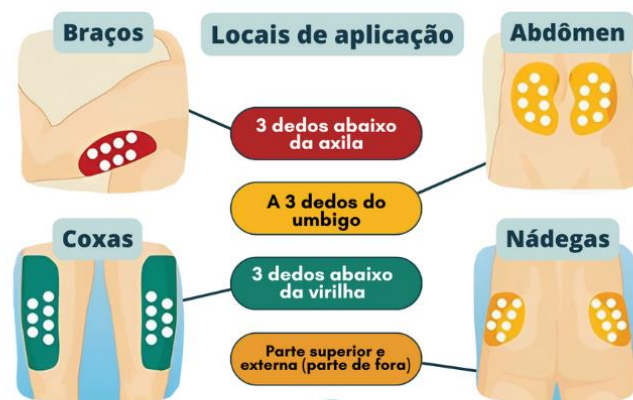 Braços
Locais de aplicação
Abdômen
3 dedos abaixo
da axila
A 3 dedos do
umbigo
Coxas
3 dedos abaixo
da virilha
Nádegas
Parte superior e
externa (parte de fora)